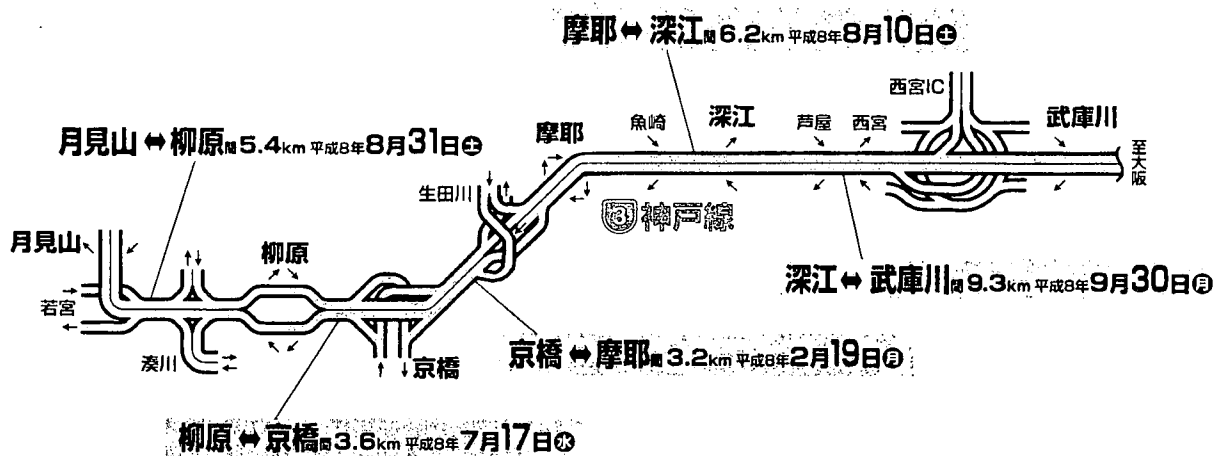 摩耶⇔深江間6.2km 平成8年8月10日㊏
西宮IC
月見山⇔柳原間5.4km 平成8年8月31日㊏
摩耶
魚崎
深江
芦屋
西宮
武庫川
至大阪
生田川
3 神戸線
月見山
柳原
若宮
深江⇔武庫川間9.3km 平成8年9月30日㊊
湊川
京橋
京橋⇔摩耶間3.2km 平成8年2月19日㊊
柳原⇔京橋間3.6km 平成8年7月17日㊌